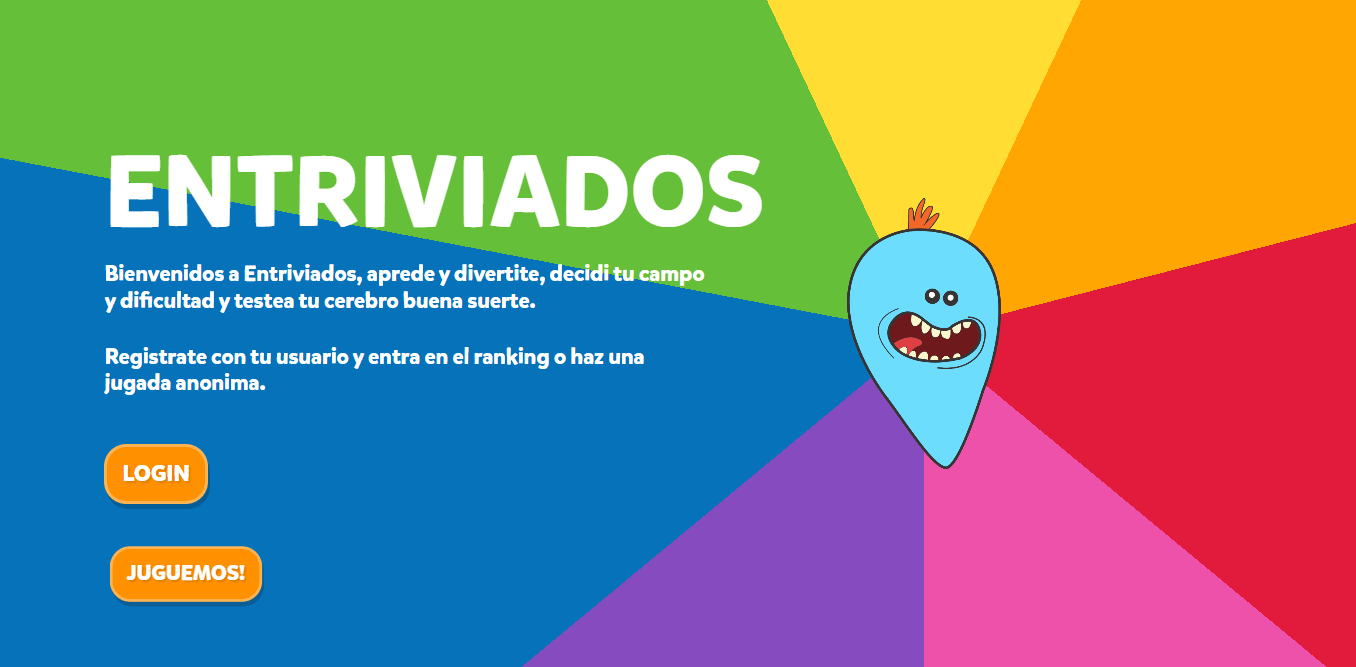 ENTRIVIADOS
Bienvenidos a Entriviados, aprede y divertite, decidi tu campo
y dificultad y testea tu cerebro buena suerte.
Registrate con tu usuario y entra en el ranking o haz una
jugada anonima.
LOGIN
JUGUEMOS!